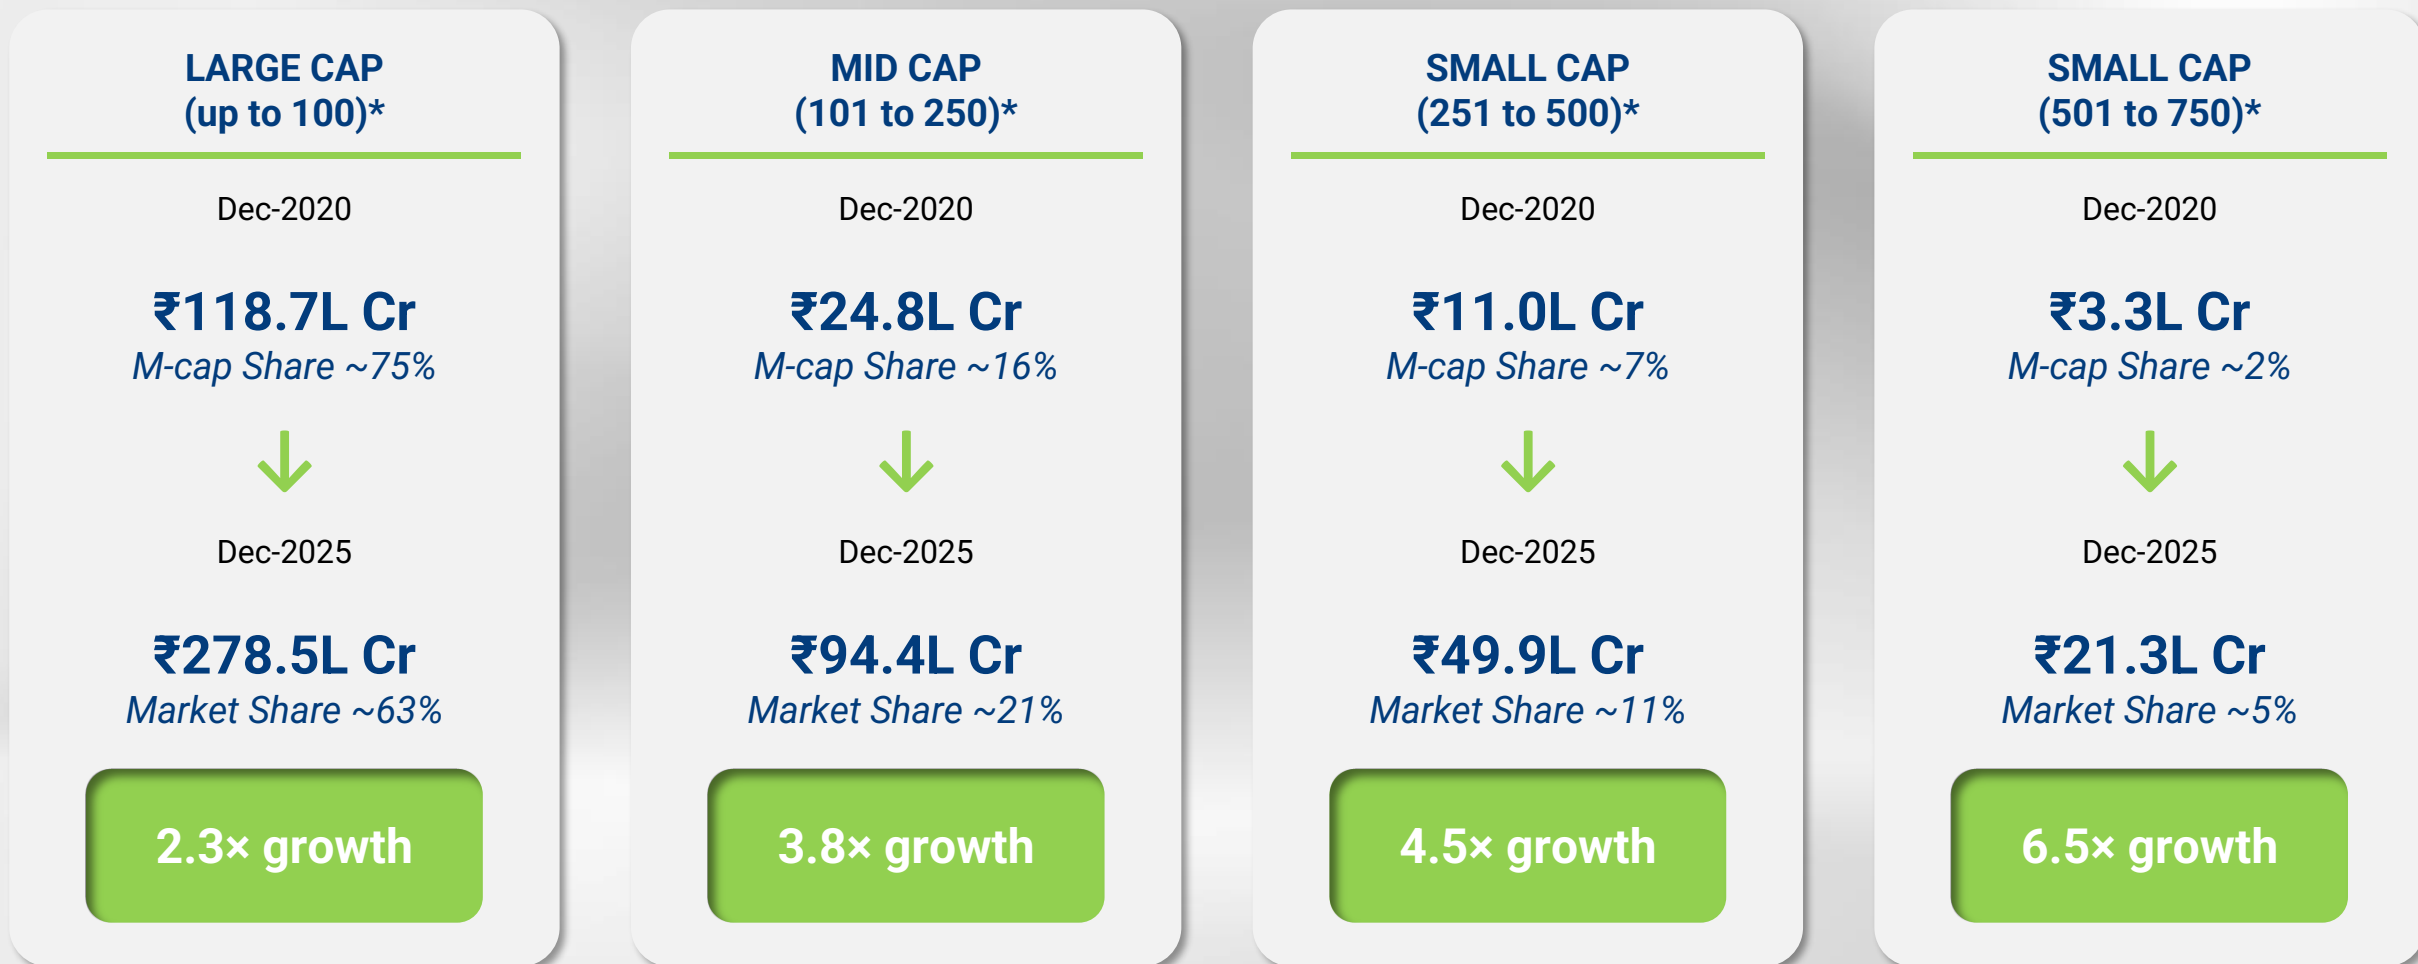 LARGE CAP
(up to 100)*
Dec-2020
₹118.7L Cr
M-cap Share ~75%
Dec-2025
₹278.5L Cr
Market Share ~63%
2.3× growth
MID CAP
(101 to 250)*
Dec-2020
₹24.8L Cr
M-cap Share ~16%
Dec-2025
₹94.4L Cr
Market Share ~21%
3.8× growth
SMALL CAP
(251 to 500)*
Dec-2020
₹11.0L Cr
M-cap Share ~7%
Dec-2025
₹49.9L Cr
Market Share ~11%
4.5× growth
SMALL CAP
(501 to 750)*
Dec-2020
₹3.3L Cr
M-cap Share ~2%
Dec-2025
₹21.3L Cr
Market Share ~5%
6.5× growth